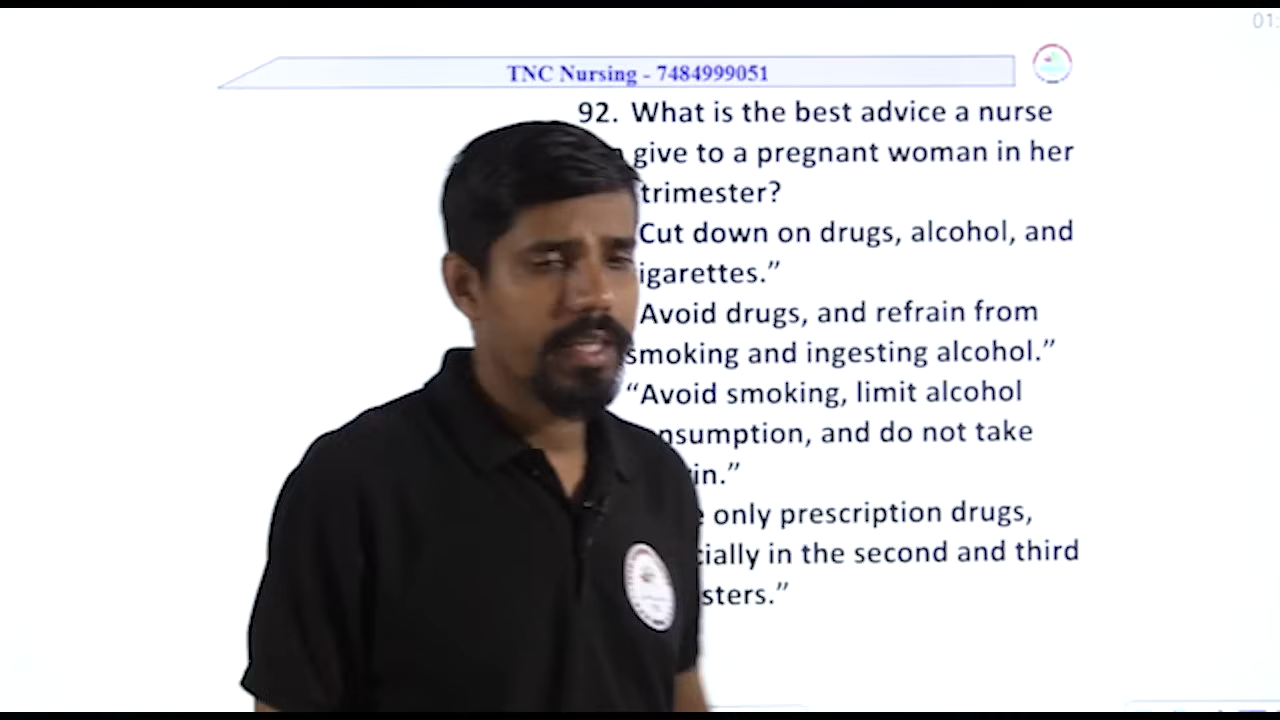 01:
TNC Nursing - 7484999051
92. What is the best advice a nurse
give to a pregnant woman in her
trimester?
Cut down on drugs, alcohol, and
igarettes.”
Avoid drugs, and refrain from
smoking and ingesting alcohol.”
“Avoid smoking, limit alcohol
nsumption, and do not take
in.”
only prescription drugs,
cially in the second and third
sters.”